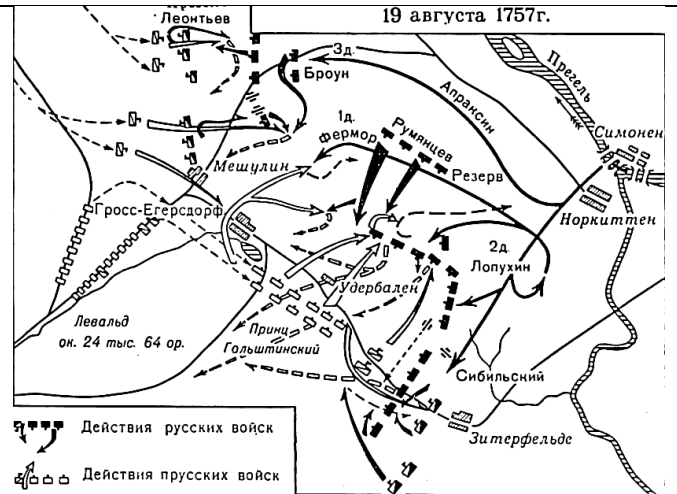 19 августа 1757г.
Леонтьев
3д.
Броун
Апраксин
Прегель
1д.
Фермор
Румянцев
Резерв
Симонен
Мешулин
Норкиттен
Гросс-Егерсдорф
2д.
Лопухин
Удербален
Левальд
ок. 24 тыс. 64 ор.
Принц
Гольштинский
Сибильский
Зитерфельде
Действия русских войск
Действия прусских войск